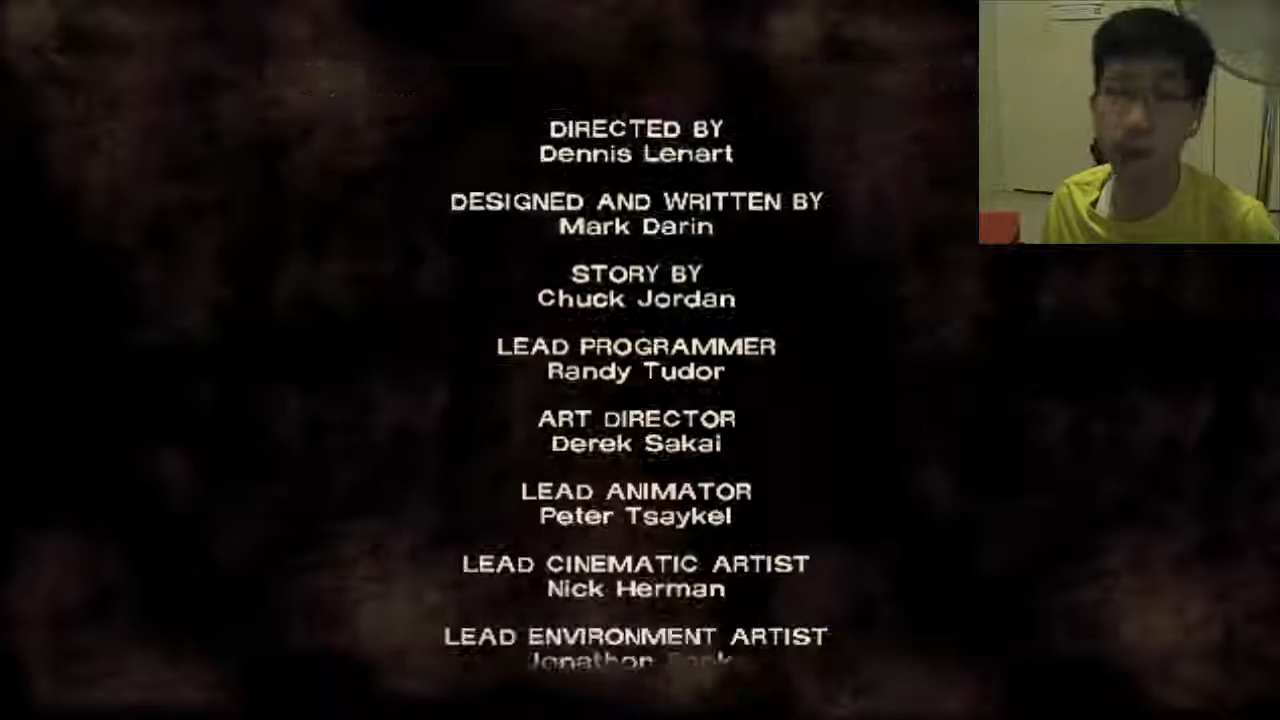 DIRECTED BY
Dennis Lenart
DESIGNED AND WRITTEN BY
Mark Darin
STORY BY
Chuck Jordan
LEAD PROGRAMMER
Randy Tudor
ART DIRECTOR
Derek Sakai
LEAD ANIMATOR
Peter Tsaykel
LEAD CINEMATIC ARTIST
Nick Herman
LEAD ENVIRONMENT ARTIST
Jonathon